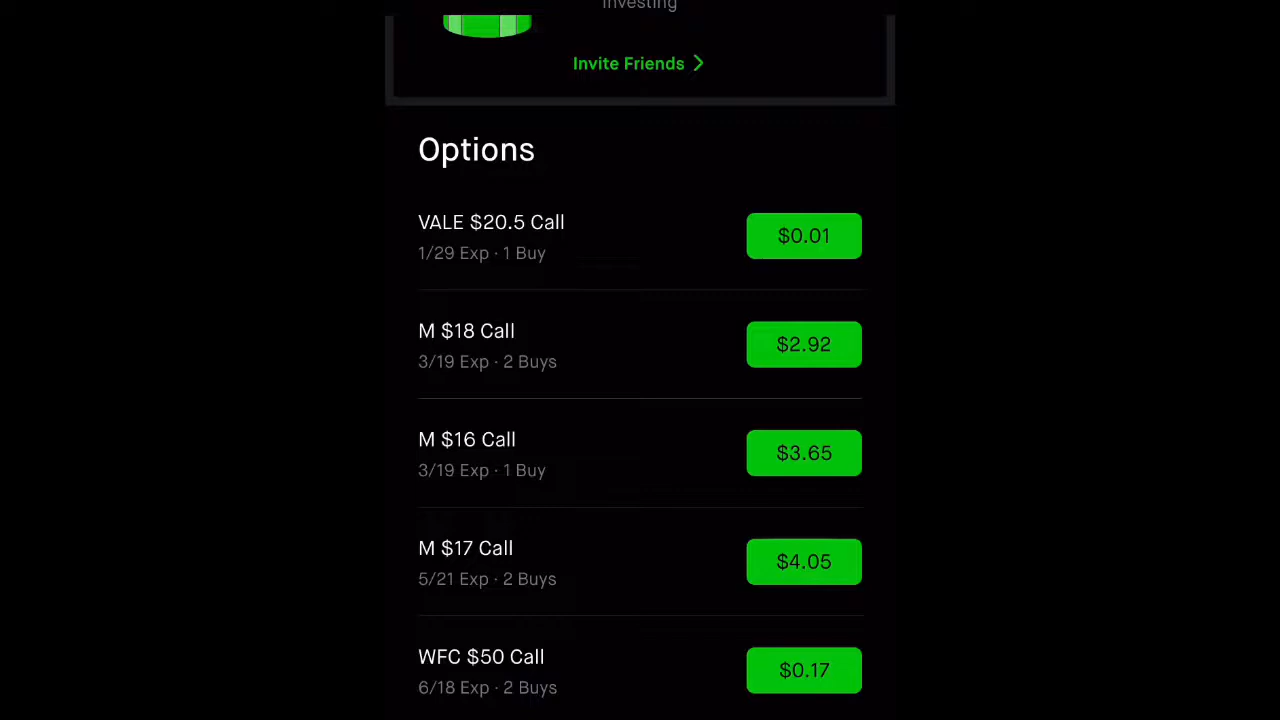 Investing
Invite Friends
Options
VALE $20.5 Call
$0.01
1/29 Exp · 1 Buy
M $18 Call
$2.92
3/19 Exp · 2 Buys
M $16 Call
$3.65
3/19 Exp · 1 Buy
M $17 Call
$4.05
5/21 Exp · 2 Buys
WFC $50 Call
$0.17
6/18 Exp · 2 Buys